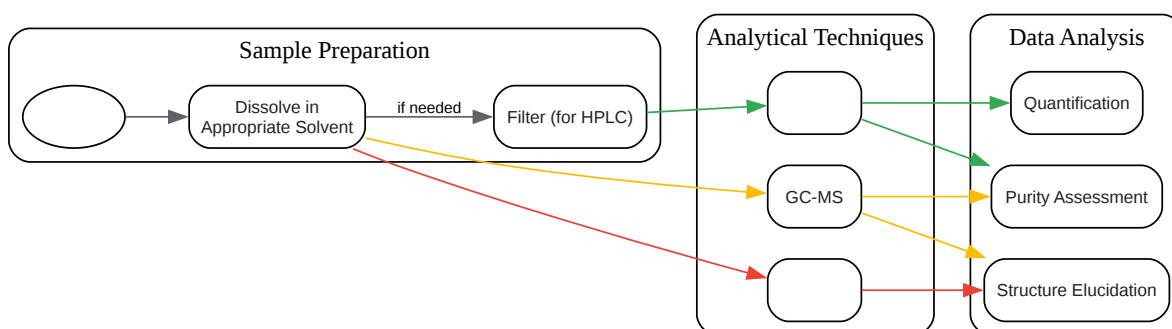 Sample Preparation
Dissolve in
Appropriate Solvent
if needed
Filter (for HPLC)
Analytical Techniques
GC-MS
Data Analysis
Quantification
Purity Assessment
Structure Elucidation